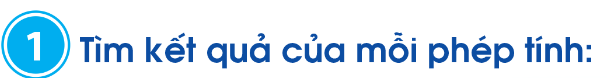 1 Tìm kết quả của mỗi phép tính: